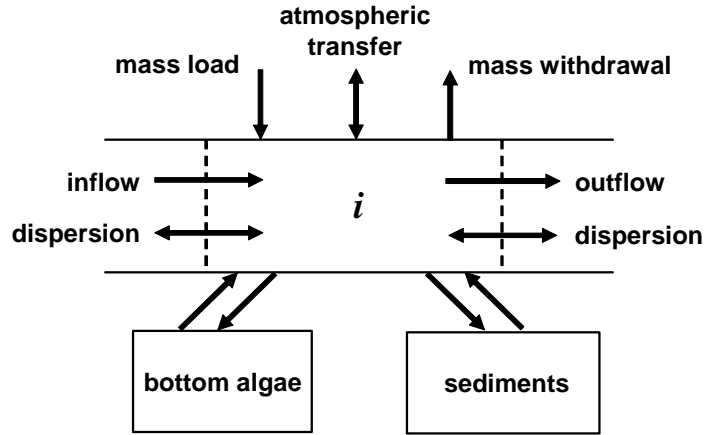 atmospheric
transfer
mass load
mass withdrawal
inflow
i
outflow
dispersion
dispersion
bottom algae
sediments